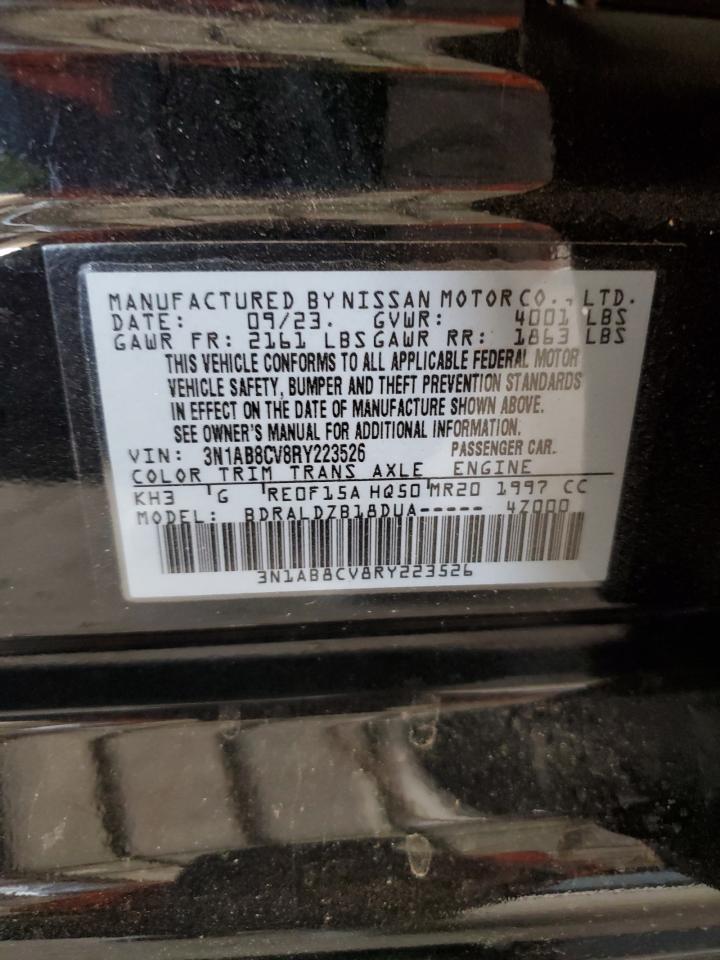 MANUFACTURED BY NISSAN MOTOR CO., LTD.
DATE: 09/23. GVWR: 4001 LBS
GAWR FR: 2161 LBS GAWR RR: 1863 LBS
THIS VEHICLE CONFORMS TO ALL APPLICABLE FEDERAL MOTOR
VEHICLE SAFETY, BUMPER AND THEFT PREVENTION STANDARDS
IN EFFECT ON THE DATE OF MANUFACTURE SHOWN ABOVE.
SEE OWNER'S MANUAL FOR ADDITIONAL INFORMATION.
VIN: 3N1AB8CV8RY223526 PASSENGER CAR.
COLOR TRIM TRANS AXLE ENGINE
KH3 G RE0F15A HQ50 MR20 1997 CC
MODEL: BDRALDZB18DUA----- 4Z000
3N1AB8CV8RY223526